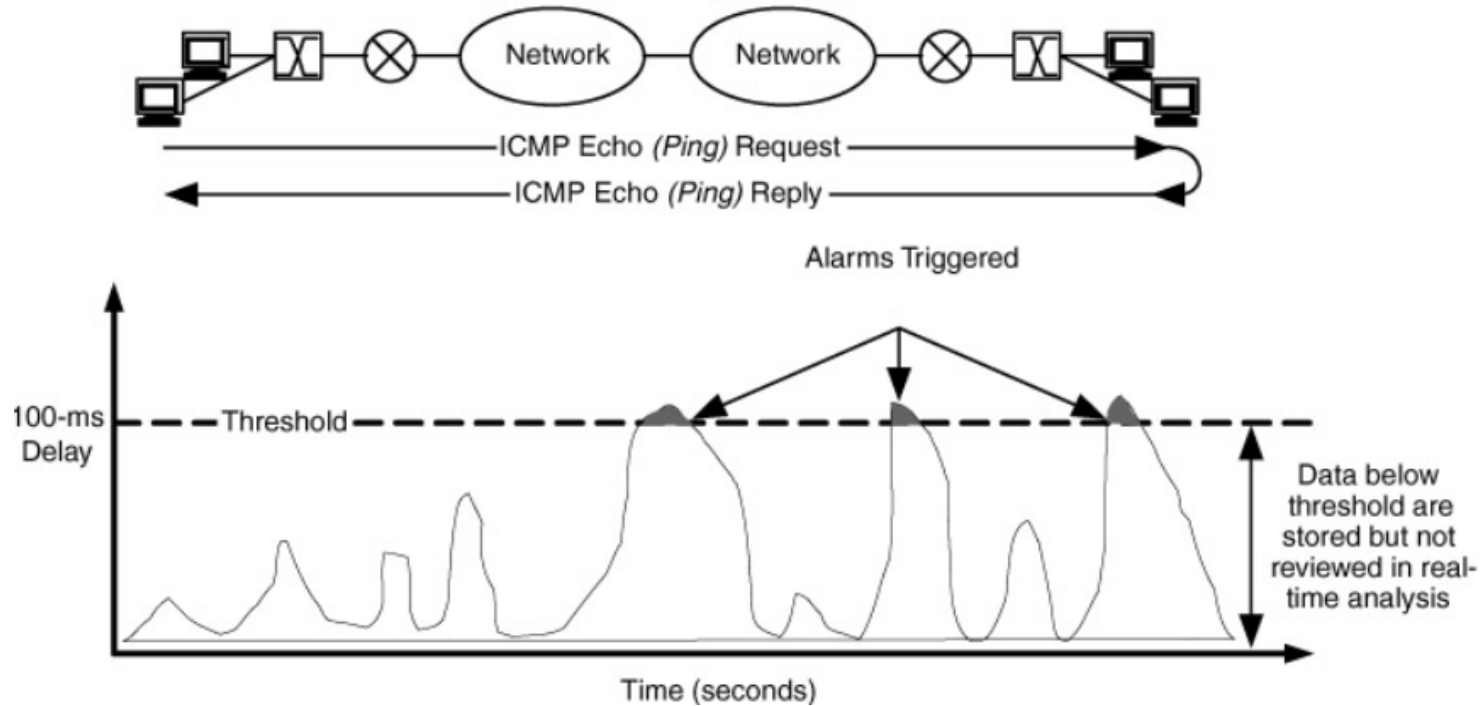 Network
Network
ICMP Echo (Ping) Request
ICMP Echo (Ping) Reply
Alarms Triggered
100-ms
Delay
Threshold
Data below
threshold are
stored but not
reviewed in real-
time analysis
Time (seconds)